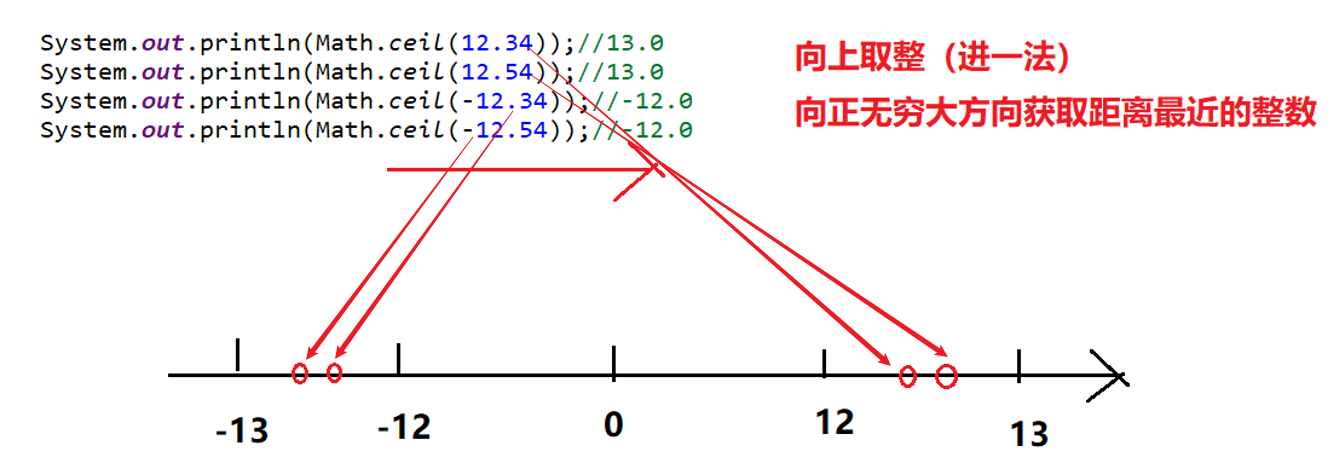 System.out.println(Math.ceil(12.34));//13.0
System.out.println(Math.ceil(12.54));//13.0
System.out.println(Math.ceil(-12.34));//-12.0
System.out.println(Math.ceil(-12.54));//-12.0
向上取整（进一法）
向正无穷大方向获取距离最近的整数
-13 -12 0 12 13